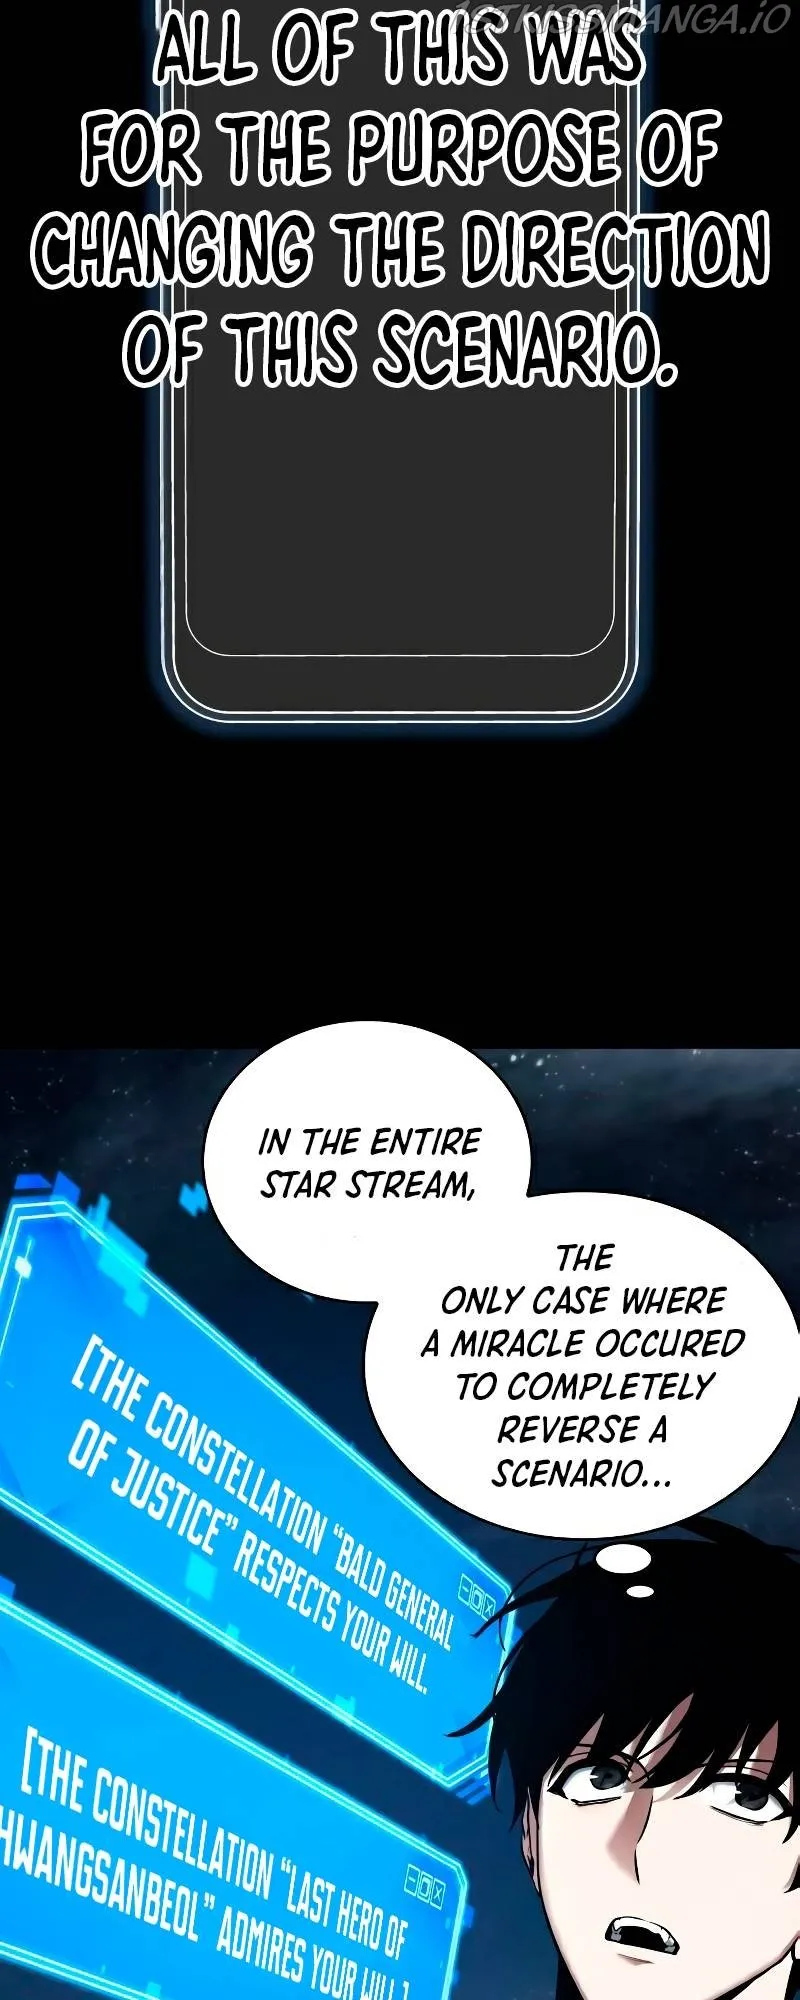 1STKISSMANGA.IO
ALL OF THIS WAS
FOR THE PURPOSE OF
CHANGING THE DIRECTION
OF THIS SCENARIO.
IN THE ENTIRE
STAR STREAM,
THE
ONLY CASE WHERE
A MIRACLE OCCURED
TO COMPLETELY
REVERSE A
SCENARIO...
[THE CONSTELLATION "BALD GENERAL
OF JUSTICE" RESPECTS YOUR WILL.
[THE CONSTELLATION "LAST HERO OF
HWANGSANBEOL" ADMIRES YOUR WILL.]